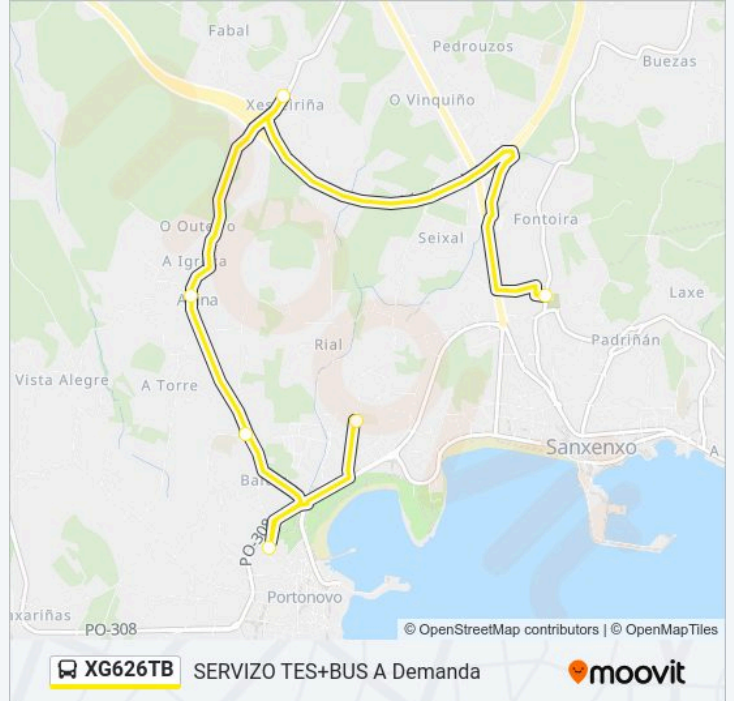 Fabal
Pedrouzos
Buezas
Xesteiriña
O Vinquiño
O Outeiro
Fontoira
Seixal
A Igrexa
Laxe
Rial
Padriñán
Vista Alegre
A Torre
Sanxenxo
A
PO-308
Portonovo
axariñas
PO-308
© OpenStreetMap contributors | © OpenMapTiles
XG626TB SERVIZO TES+BUS A Demanda
moovit